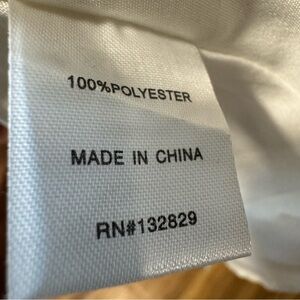 100%POLYESTER
MADE IN CHINA
RN#132829